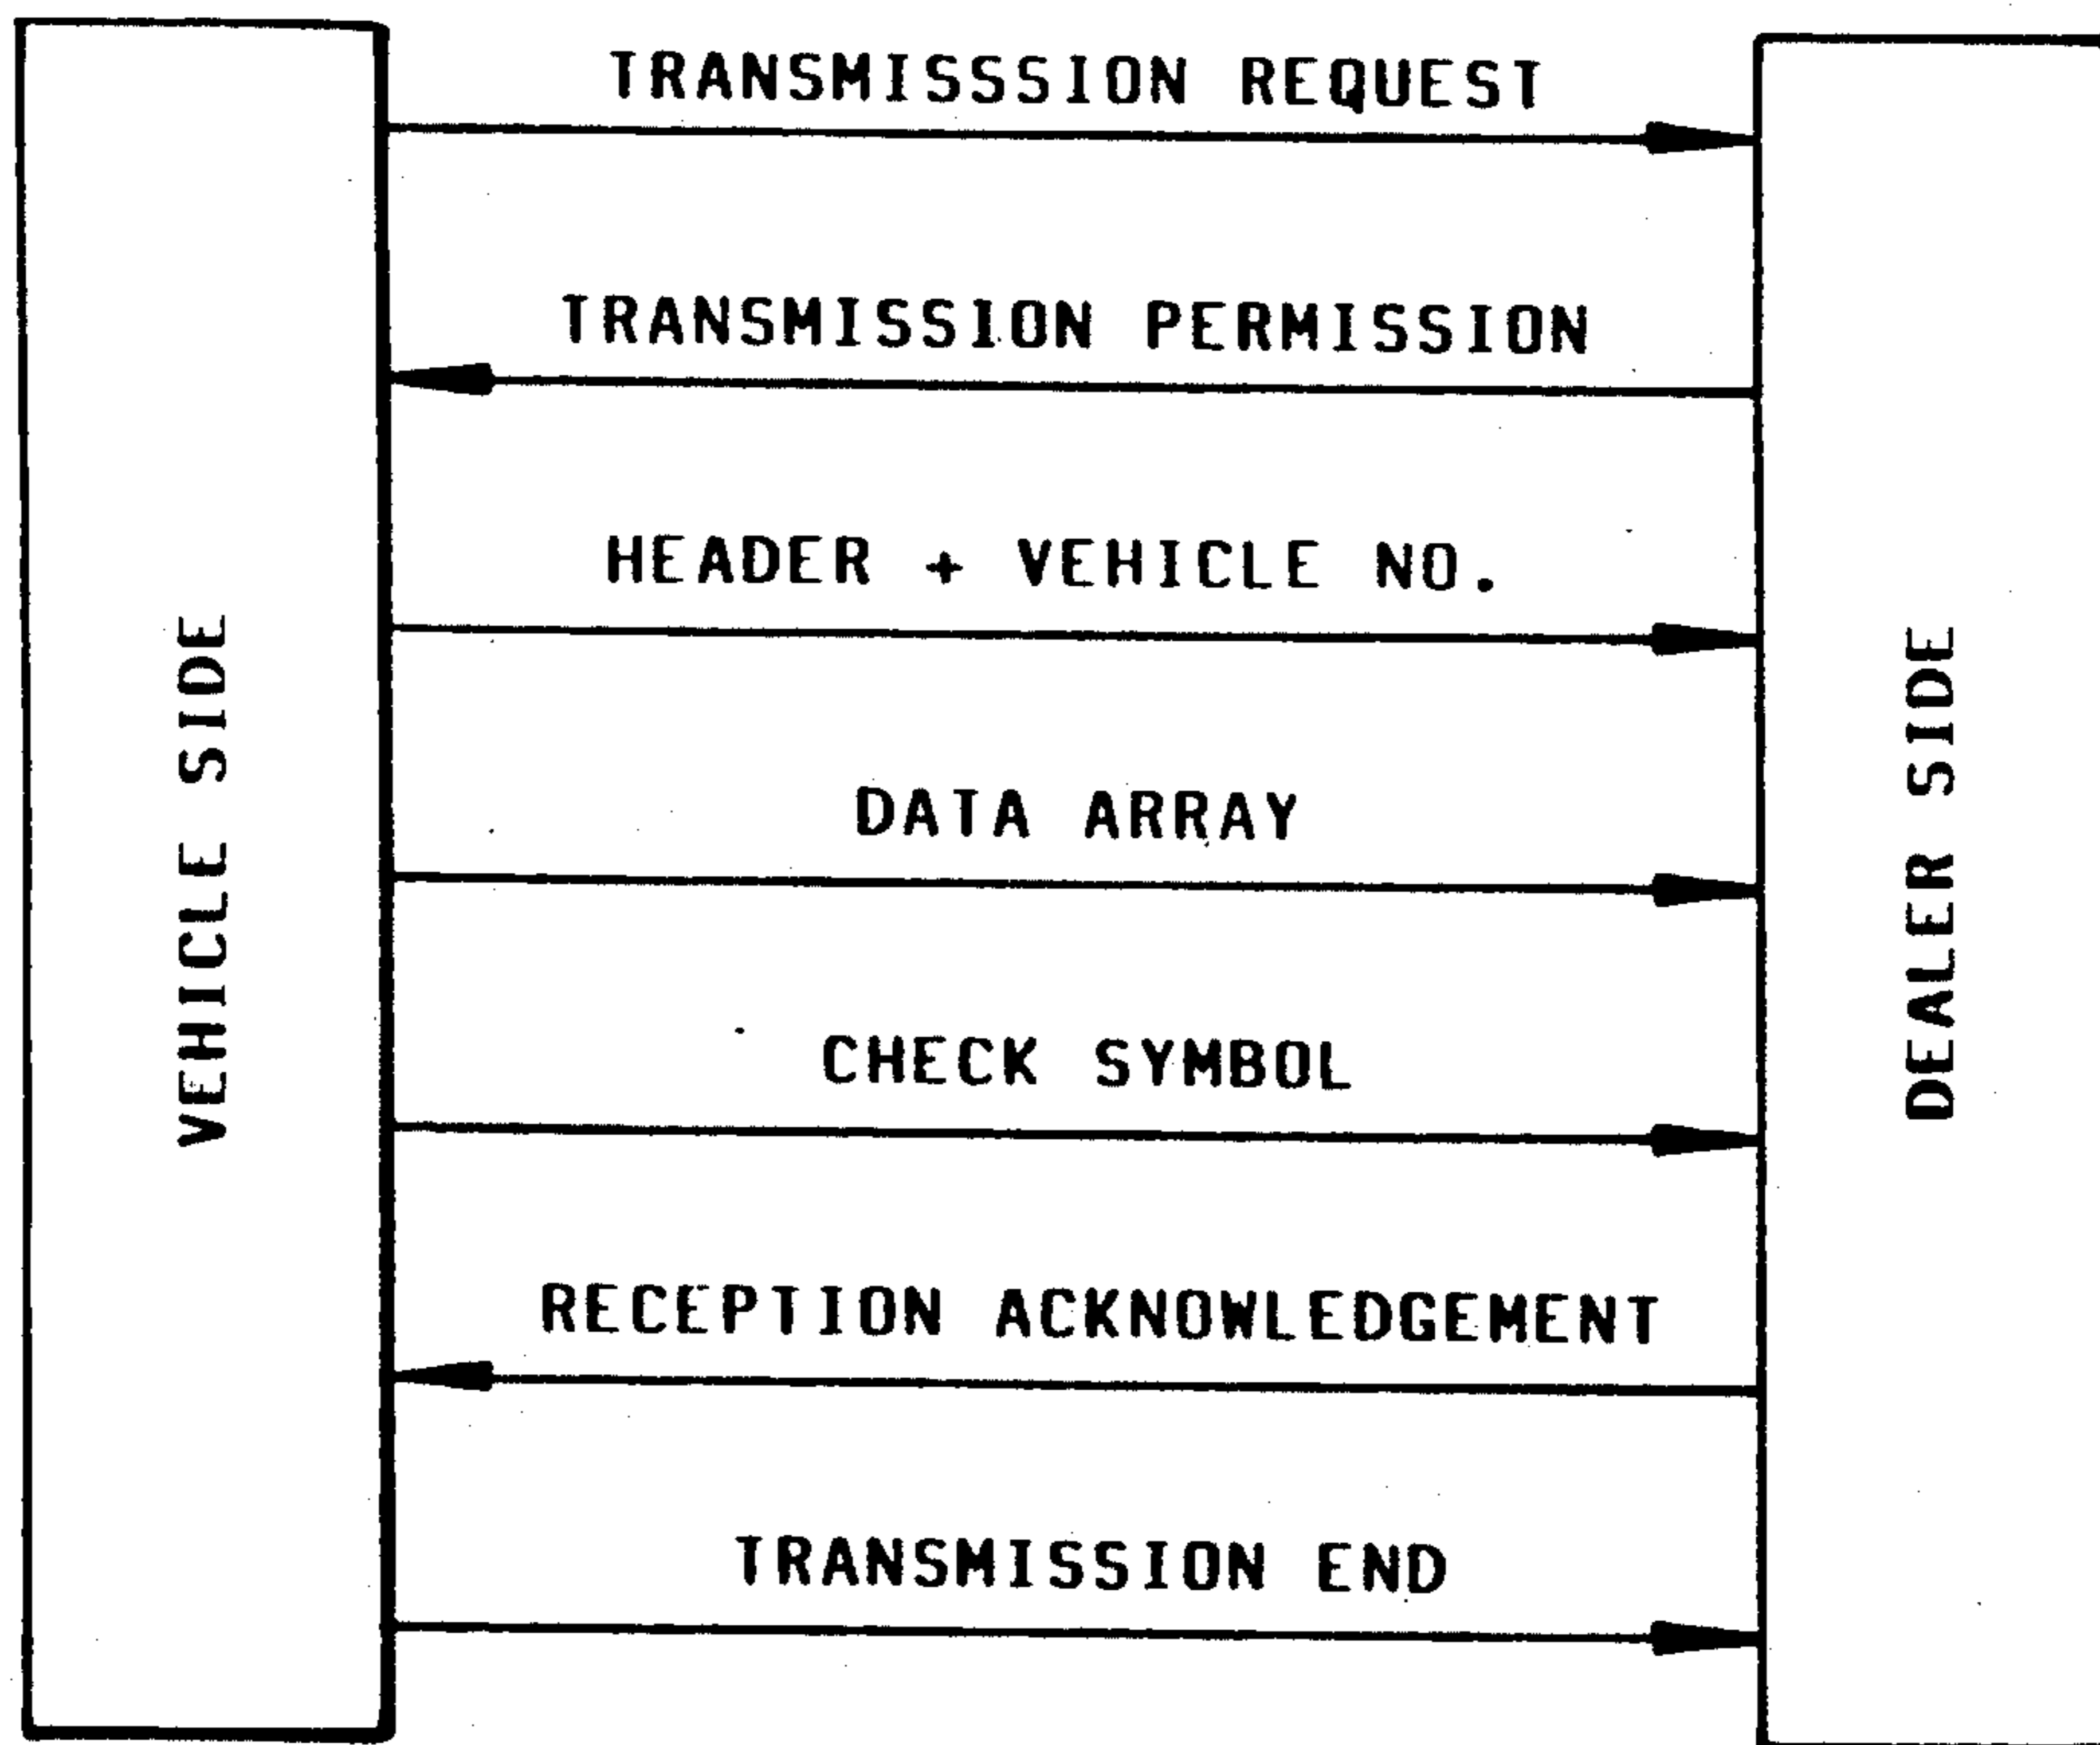 TRANSMISSSION REQUEST
TRANSMISSION PERMISSION
HEADER + VEHICLE NO.
DATA ARRAY
CHECK SYMBOL
RECEPTION ACKNOWLEDGEMENT
TRANSMISSION END
VEHICLE SIDE
DEALER SIDE